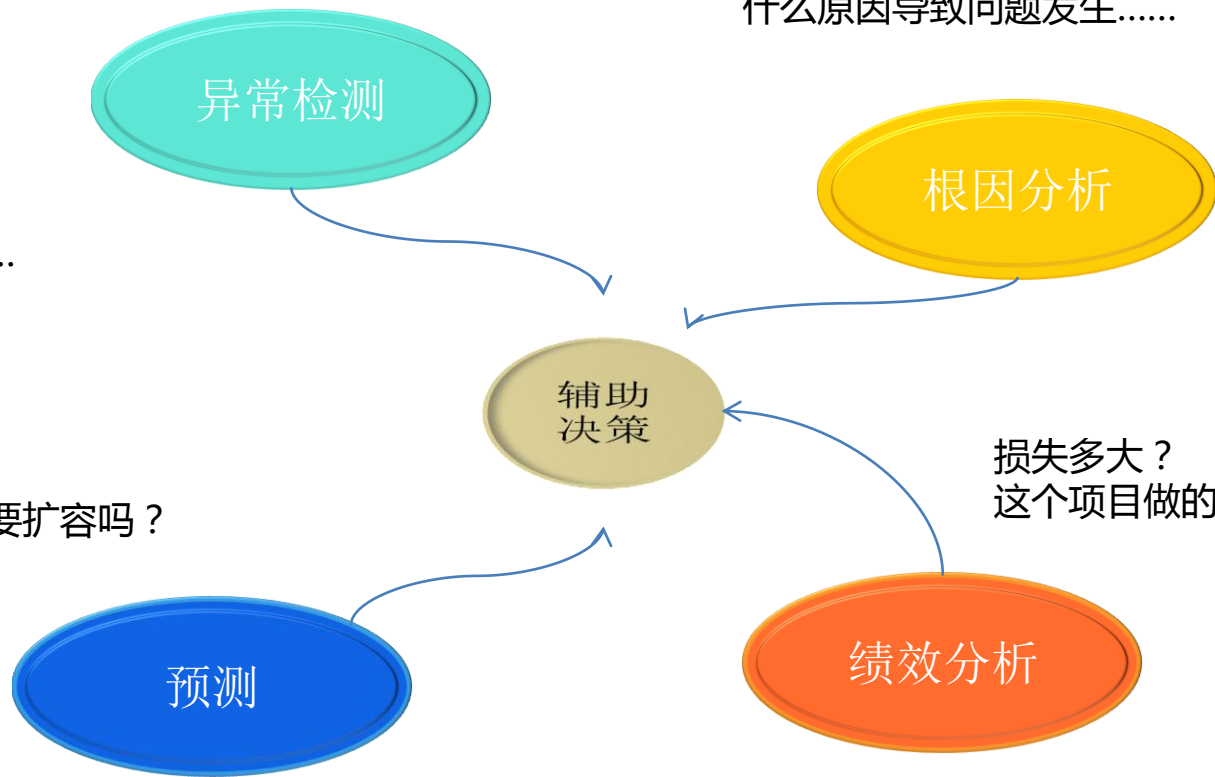 什么原因导致问题发生……
异常检测
根因分析
..
辅助
决策
损失多大？
这个项目做的
要扩容吗？
绩效分析
预测